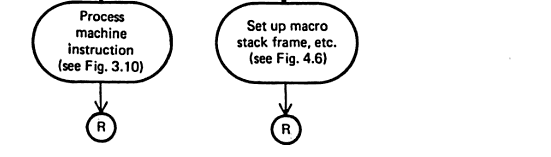 Process
machine
instruction
(see Fig. 3.10)
R
Set up macro
stack frame, etc.
(see Fig. 4.6)
R